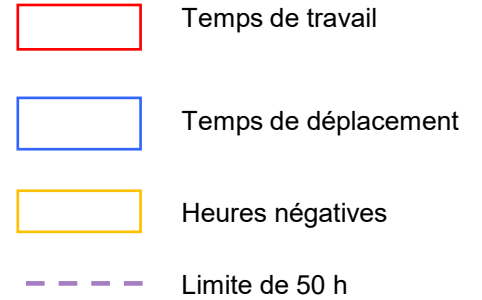 Temps de travail
Temps de déplacement
Heures négatives
Limite de 50 h